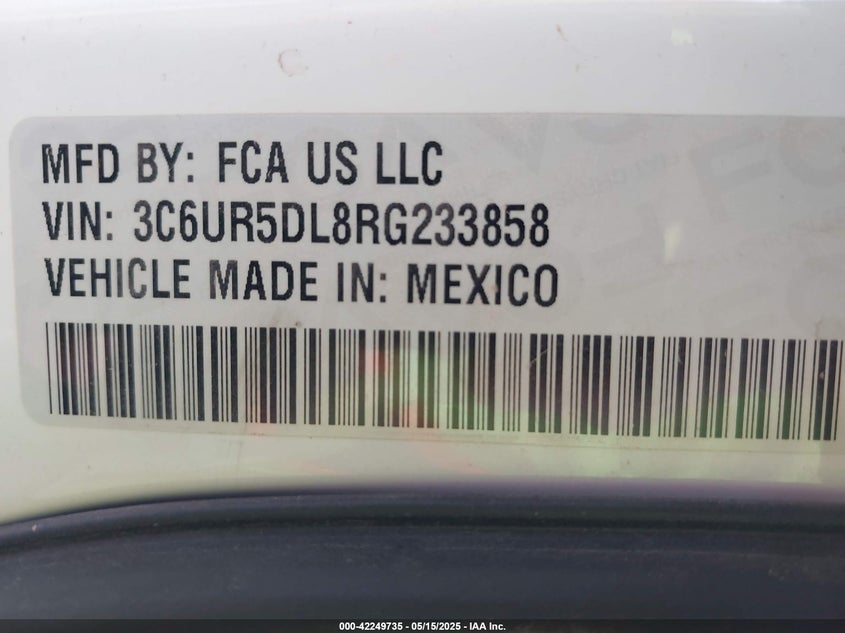 MFD BY: FCA US LLC
VIN: 3C6UR5DL8RG233858
VEHICLE MADE IN: MEXICO
000-42249735 - 05/15/2025 - IAA Inc.